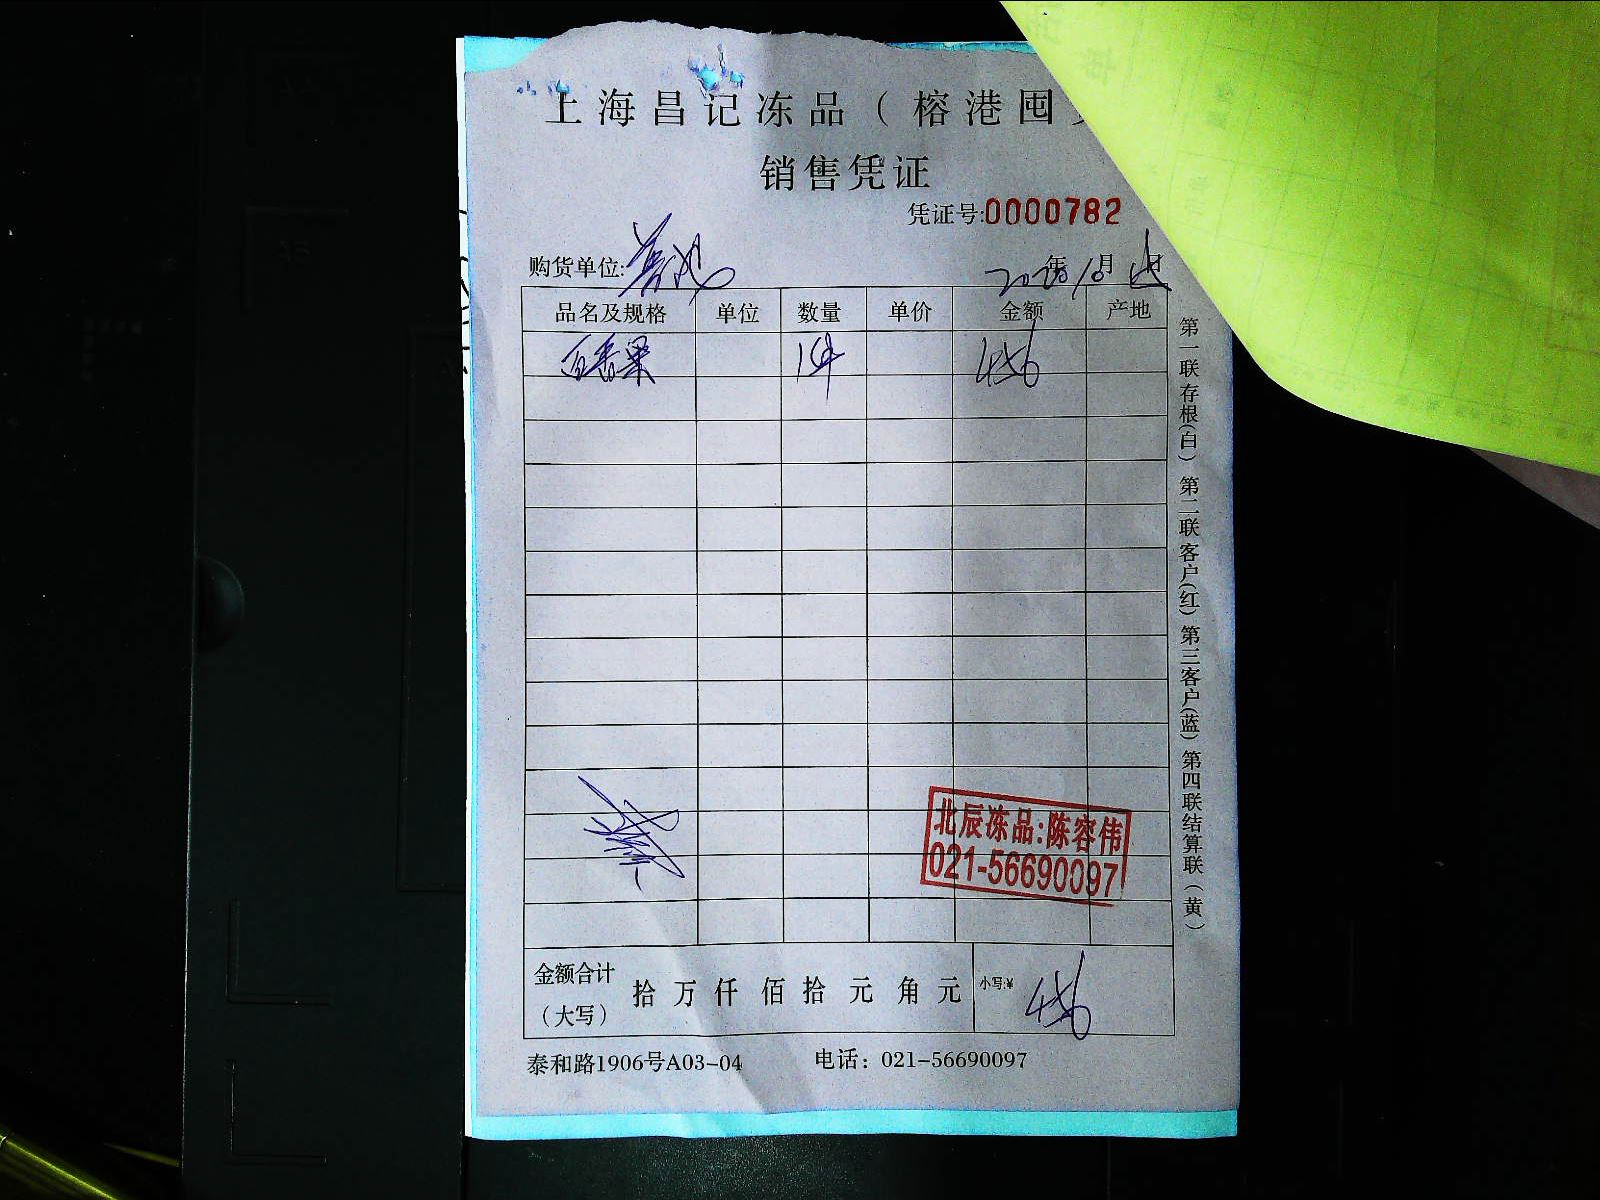 上海昌记冻品（榕港囤
销售凭证
凭证号:0000782
购货单位:
年 月 日
品名及规格 单位 数量 单价 金额 产地
百香果 1件 456
北辰冻品:陈容伟
021-56690097
金额合计（大写） 拾 万 仟 佰 拾 元 角 元 小写:¥ 456
泰和路1906号A03-04 电话：021-56690097
第一联存根(白) 第二联客户(红) 第三客户(蓝) 第四联结算联(黄)